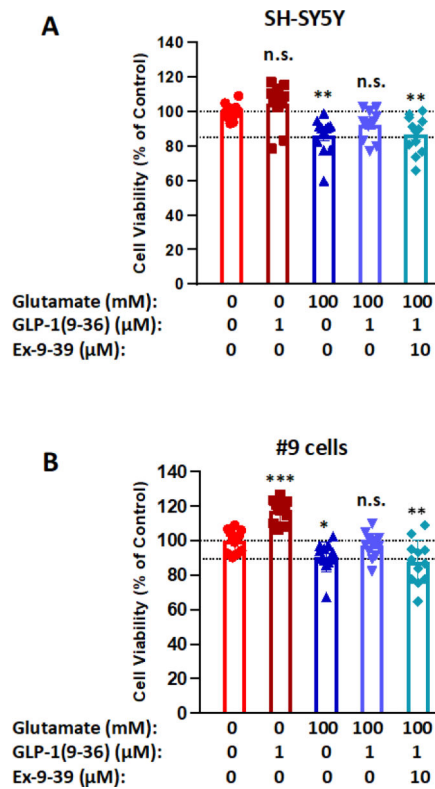 A
SH-SY5Y
Cell Viability (% of Control)
140
120
100
80
60
40
20
0
n.s.
**
n.s.
**
Glutamate (mM): 0 0 100 100 100
GLP-1(9-36) (µM): 0 1 0 1 1
Ex-9-39 (µM): 0 0 0 0 10
B
#9 cells
Cell Viability (% of Control)
140
120
100
80
60
40
20
0
***
*
n.s.
**
Glutamate (mM): 0 0 100 100 100
GLP-1(9-36) (µM): 0 1 0 1 1
Ex-9-39 (µM): 0 0 0 0 10